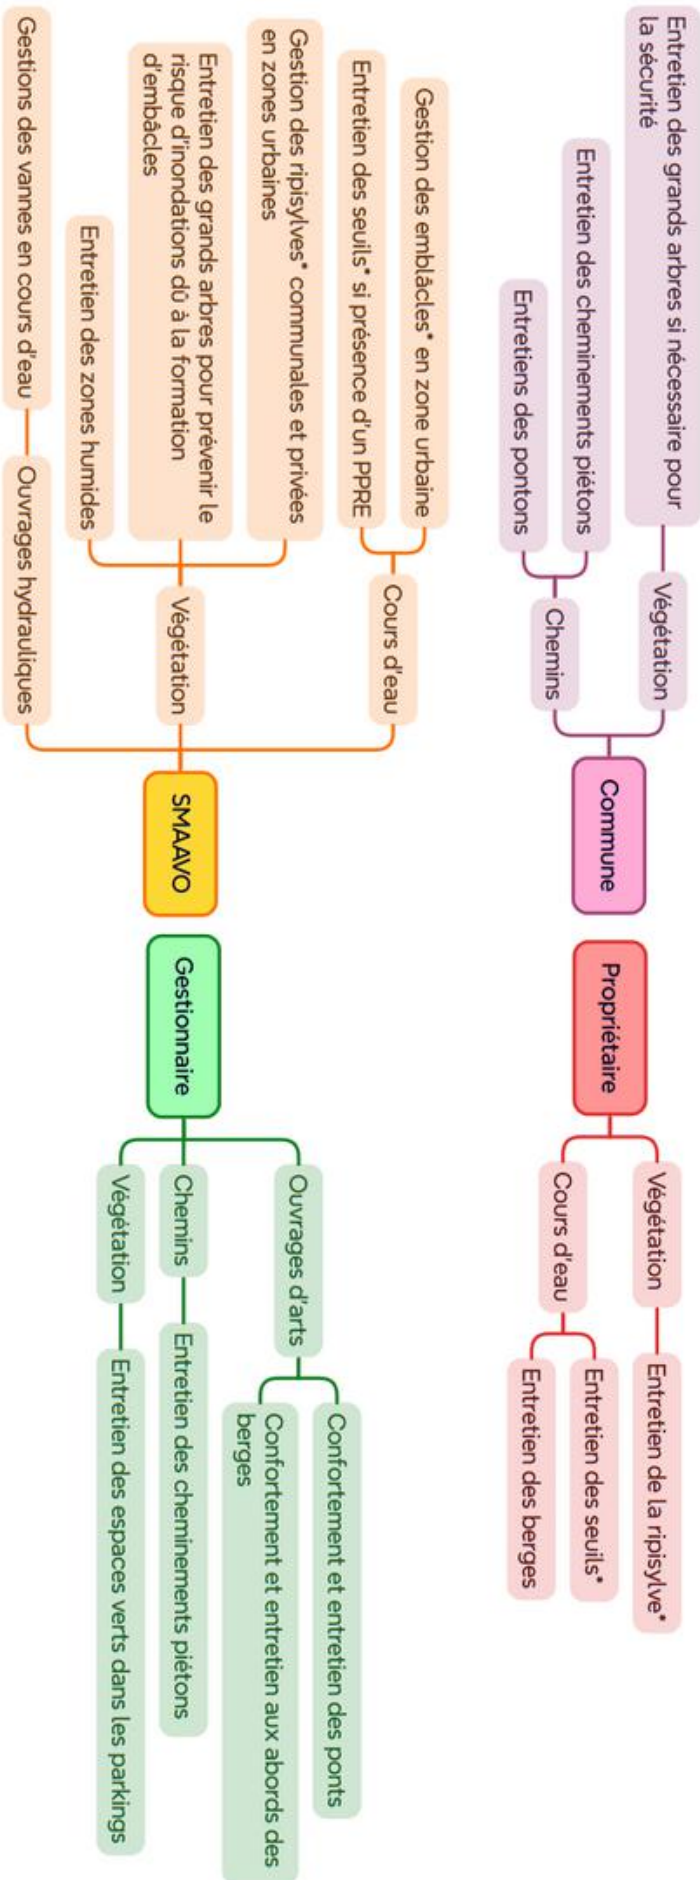 Entretien des grands arbres si nécessaire pour
la sécurité
Végétation
Entretien des cheminements piétons
Entretiens des pontons
Chemins
Commune
Propriétaire
Végétation
Entretien de la ripisylve*
Cours d'eau
Entretien des seuils*
Entretien des berges
Gestion des emblâcles* en zone urbaine
Entretien des seuils* si présence d'un PPRE
Cours d'eau
Gestion des ripisylves* communales et privées
en zones urbaines
Entretien des grands arbres pour prévenir le
risque d'inondations dû à la formation
d'embâcles
Entretien des zones humides
Végétation
Gestions des vannes en cours d'eau
Ouvrages hydrauliques
SMAAVO
Gestionnaire
Ouvrages d'arts
Confortement et entretien des ponts
Confortement et entretien aux abords des
berges
Chemins
Entretien des cheminements piétons
Végétation
Entretien des espaces verts dans les parkings